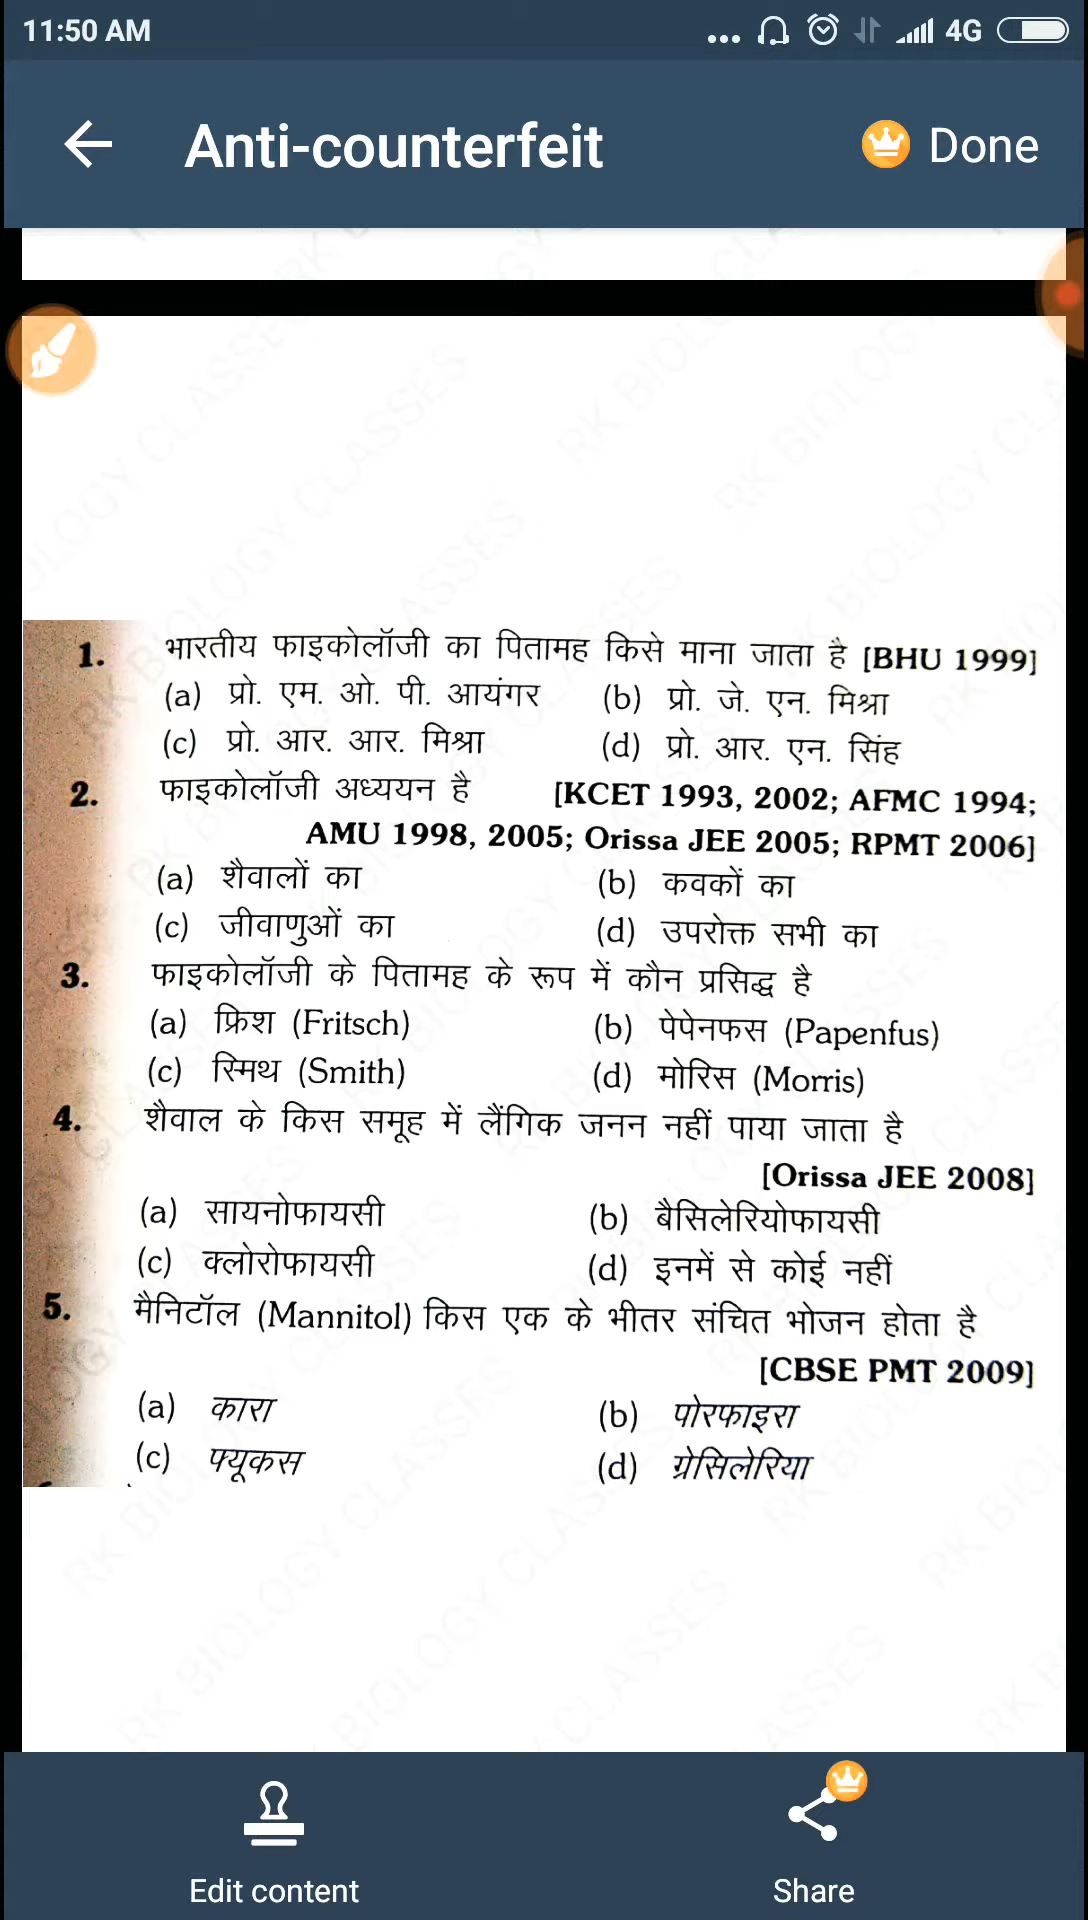 11:50 AM
4G
Anti-counterfeit
Done
1. भारतीय फाइकोलॉजी का पितामह किसे माना जाता है [BHU 1999]
(a) प्रो. एम. ओ. पी. आयंगर (b) प्रो. जे. एन. मिश्रा
(c) प्रो. आर. आर. मिश्रा (d) प्रो. आर. एन. सिंह
2. फाइकोलॉजी अध्ययन है [KCET 1993, 2002; AFMC 1994;
AMU 1998, 2005; Orissa JEE 2005; RPMT 2006]
(a) शैवालों का (b) कवकों का
(c) जीवाणुओं का (d) उपरोक्त सभी का
3. फाइकोलॉजी के पितामह के रूप में कौन प्रसिद्ध है
(a) फ्रिश (Fritsch) (b) पेपेनफस (Papenfus)
(c) स्मिथ (Smith) (d) मोरिस (Morris)
4. शैवाल के किस समूह में लैंगिक जनन नहीं पाया जाता है
[Orissa JEE 2008]
(a) सायनोफायसी (b) बैसिलेरियोफायसी
(c) क्लोरोफायसी (d) इनमें से कोई नहीं
5. मैनिटॉल (Mannitol) किस एक के भीतर संचित भोजन होता है
[CBSE PMT 2009]
(a) कारा (b) पोरफाइरा
(c) फ्यूकस (d) ग्रेसिलेरिया
RK BIOLOGY CLASSES
Edit content
Share